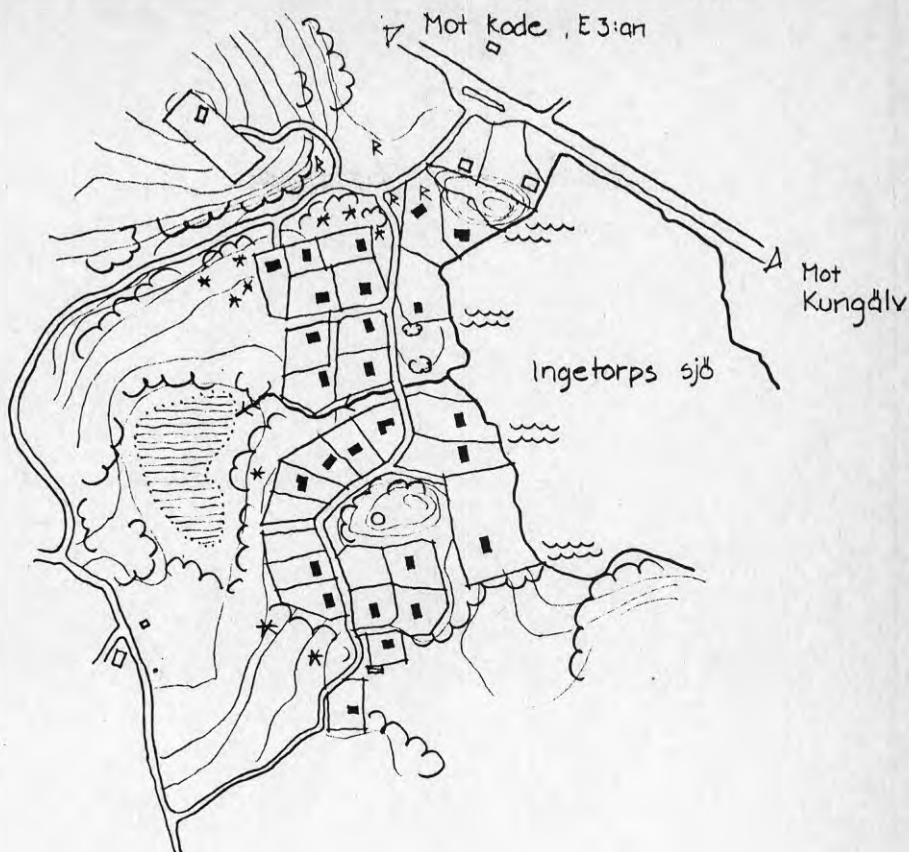 Mot Kode, E3:an
R
R
R
R
Mot
Kungälv
Ingetorps sjö